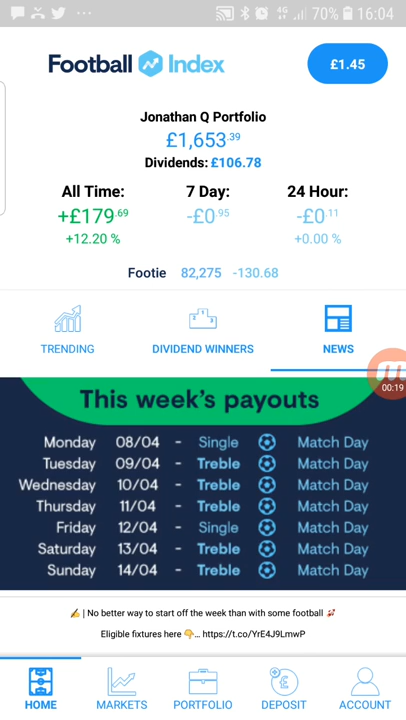 4G 70% 16:04
Football Index
£1.45
Jonathan Q Portfolio
£1,653.39
Dividends: £106.78
All Time: 7 Day: 24 Hour:
+£179.69 -£0.95 -£0.11
+12.20 % +0.00 %
Footie 82,275 -130.68
TRENDING DIVIDEND WINNERS NEWS
00:19
This week's payouts
Monday 08/04 - Single ⚽ Match Day
Tuesday 09/04 - Treble ⚽ Match Day
Wednesday 10/04 - Treble ⚽ Match Day
Thursday 11/04 - Treble ⚽ Match Day
Friday 12/04 - Single ⚽ Match Day
Saturday 13/04 - Treble ⚽ Match Day
Sunday 14/04 - Treble ⚽ Match Day
✍️ | No better way to start off the week than with some football 🚀
Eligible fixtures here 👇… https://t.co/YrE4J9LmwP
HOME MARKETS PORTFOLIO DEPOSIT ACCOUNT